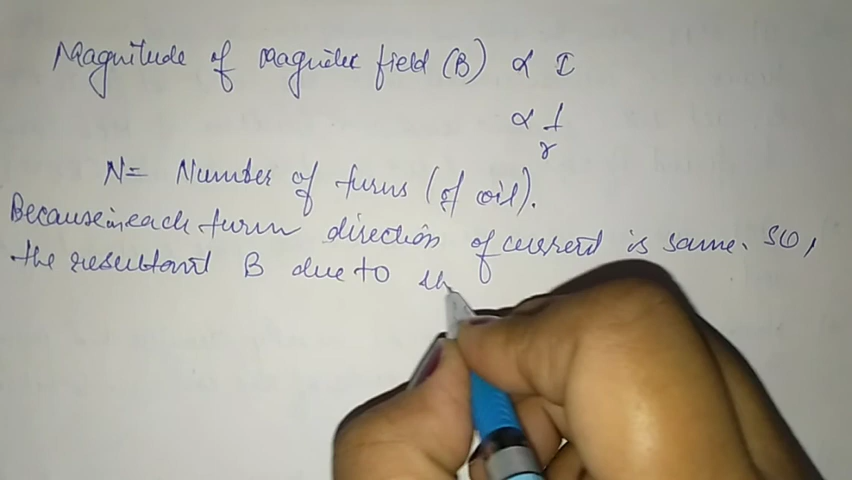 Magnitude of Magnetic field (B) ∝ I
∝ 1/r
N= Number of turns (of coil).
Because in each turn direction of current is same. So,
the resultant B due to